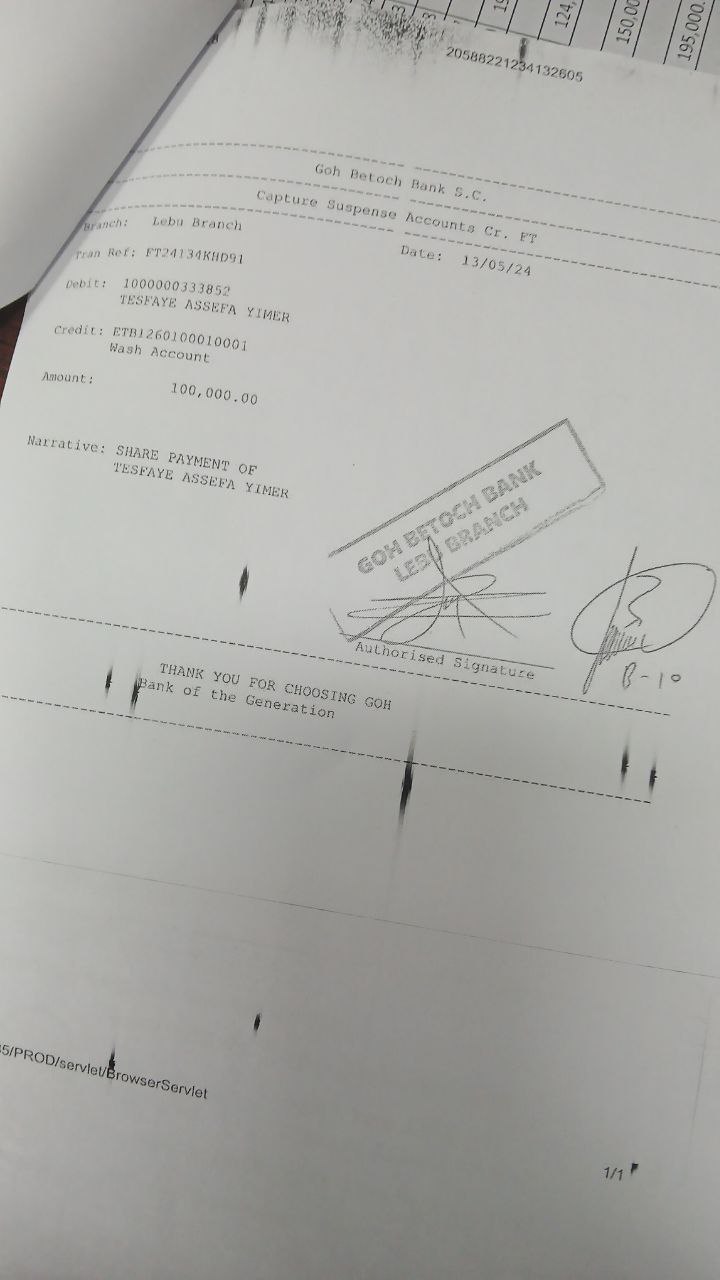 195,000.
150,000
124,
19
20588221234132605
Goh Betoch Bank S.C.
Capture Suspense Accounts Cr. FT
Branch: Lebu Branch
Date: 13/05/24
Tran Ref: FT24134KHD91
Debit: 1000000333852
TESFAYE ASSEFA YIMER
Credit: ETB1260100010001
Wash Account
Amount: 100,000.00
Narrative: SHARE PAYMENT OF
TESFAYE ASSEFA YIMER
GOH BETOCH BANK
LEBU BRANCH
Authorised Signature
B-10
THANK YOU FOR CHOOSING GOH
Bank of the Generation
5/PROD/servlet/BrowserServlet
1/1